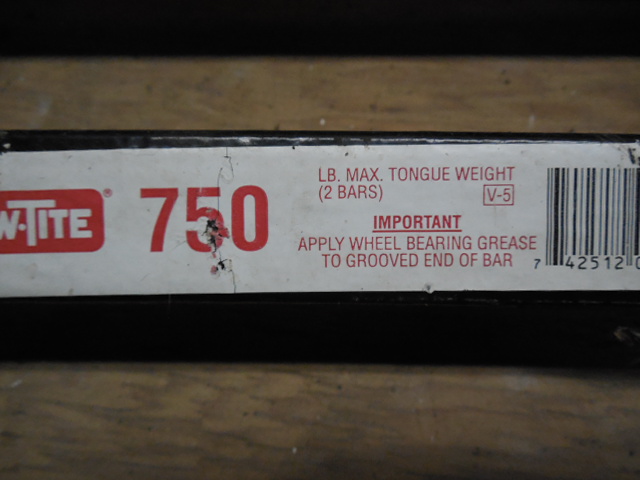 W-TITE®
750
LB. MAX. TONGUE WEIGHT
(2 BARS)
V-5
IMPORTANT
APPLY WHEEL BEARING GREASE
TO GROOVED END OF BAR
7 42512 0